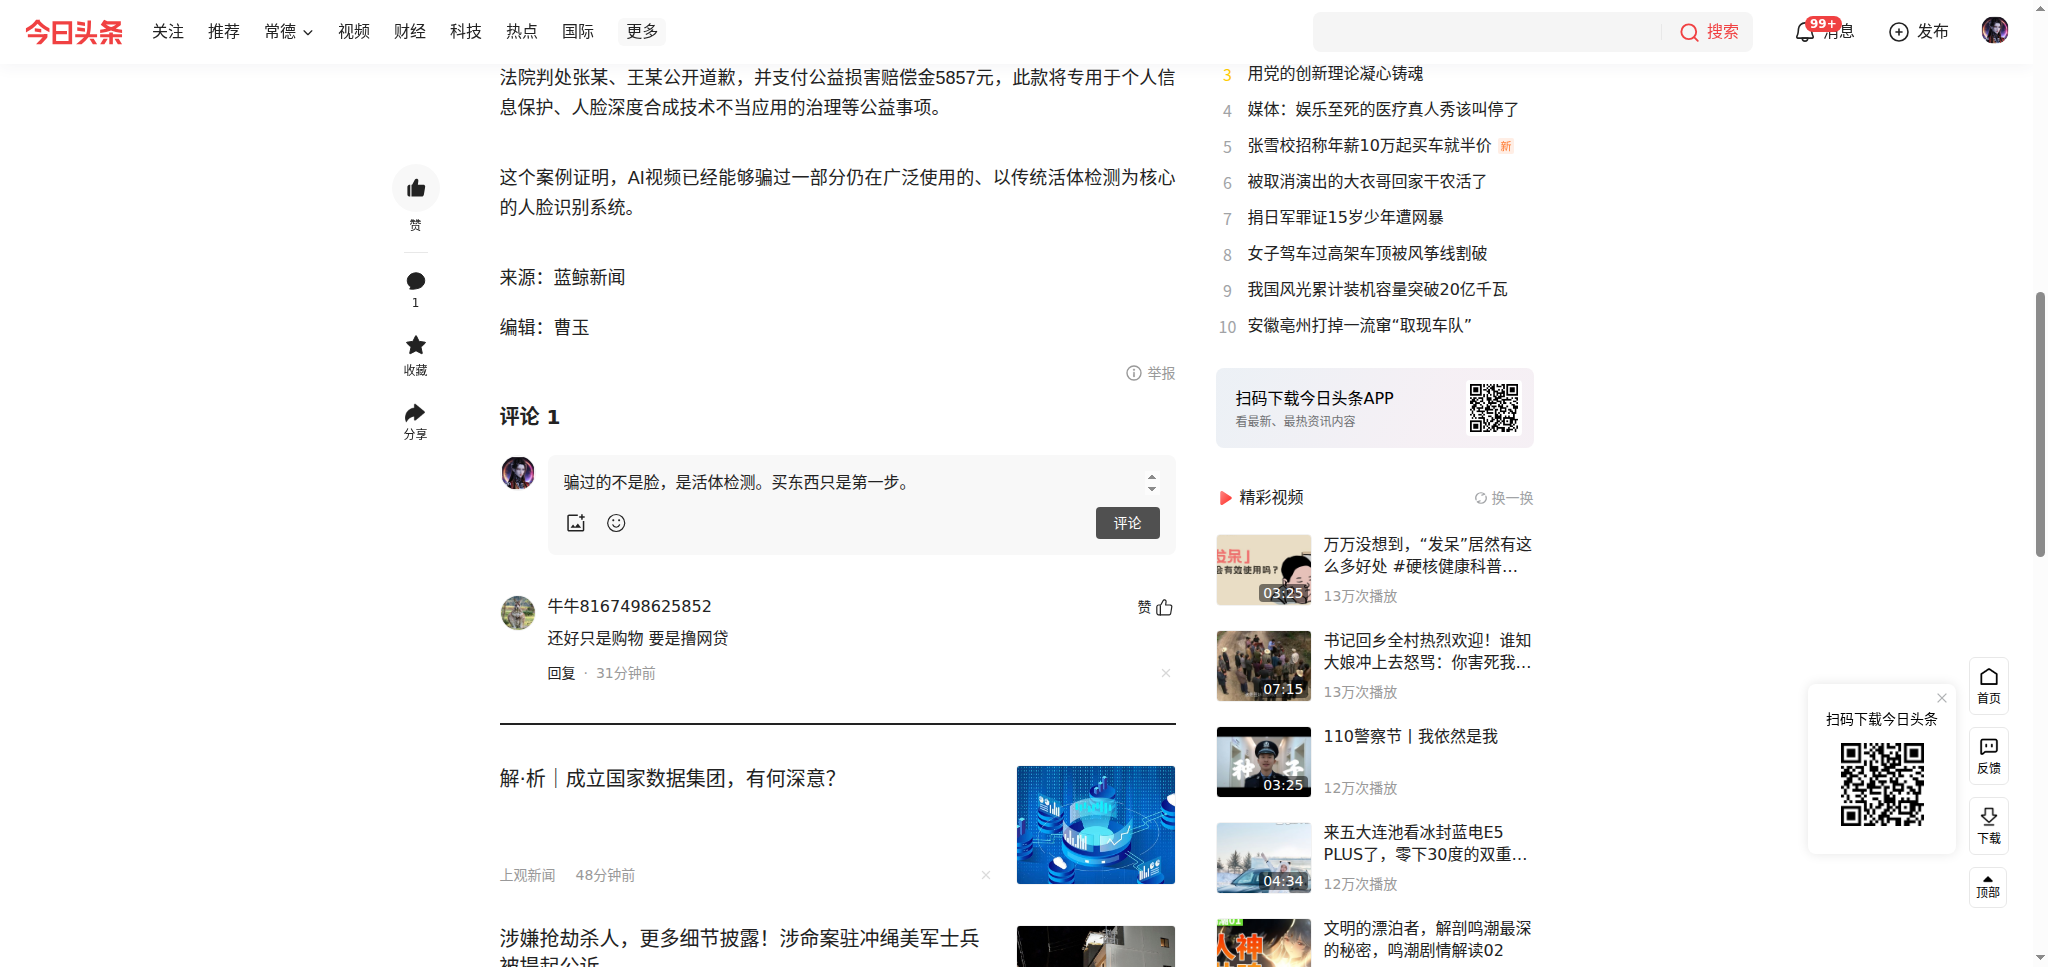 今日头条
关注
推荐
常德
视频
财经
科技
热点
国际
更多
搜索
99+
消息
发布
法院判处张某、王某公开道歉，并支付公益损害赔偿金5857元，此款将专用于个人信
息保护、人脸深度合成技术不当应用的治理等公益事项。
这个案例证明，AI视频已经能够骗过一部分仍在广泛使用的、以传统活体检测为核心
的人脸识别系统。
来源：蓝鲸新闻
编辑：曹玉
举报
赞
1
收藏
分享
评论 1
骗过的不是脸，是活体检测。买东西只是第一步。
评论
牛牛8167498625852
赞
还好只是购物 要是撸网贷
回复 · 31分钟前
解·析｜成立国家数据集团，有何深意？
上观新闻 48分钟前
涉嫌抢劫杀人，更多细节披露！涉命案驻冲绳美军士兵
被提起公诉
3 用党的创新理论凝心铸魂
4 媒体：娱乐至死的医疗真人秀该叫停了
5 张雪校招称年薪10万起买车就半价 新
6 被取消演出的大衣哥回家干农活了
7 捐日军罪证15岁少年遭网暴
8 女子驾车过高架车顶被风筝线割破
9 我国风光累计装机容量突破20亿千瓦
10 安徽亳州打掉一流窜“取现车队”
扫码下载今日头条APP
看最新、最热资讯内容
精彩视频
换一换
发呆」
会有效使用吗？
03:25
万万没想到，“发呆”居然有这
么多好处 #硬核健康科普…
13万次播放
07:15
书记回乡全村热烈欢迎！谁知
大娘冲上去怒骂：你害死我…
13万次播放
种 子
03:25
110警察节丨我依然是我
12万次播放
04:34
来五大连池看冰封蓝电E5
PLUS了，零下30度的双重…
12万次播放
人神
文明的漂泊者，解剖鸣潮最深
的秘密，鸣潮剧情解读02
扫码下载今日头条
首页
反馈
下载
顶部